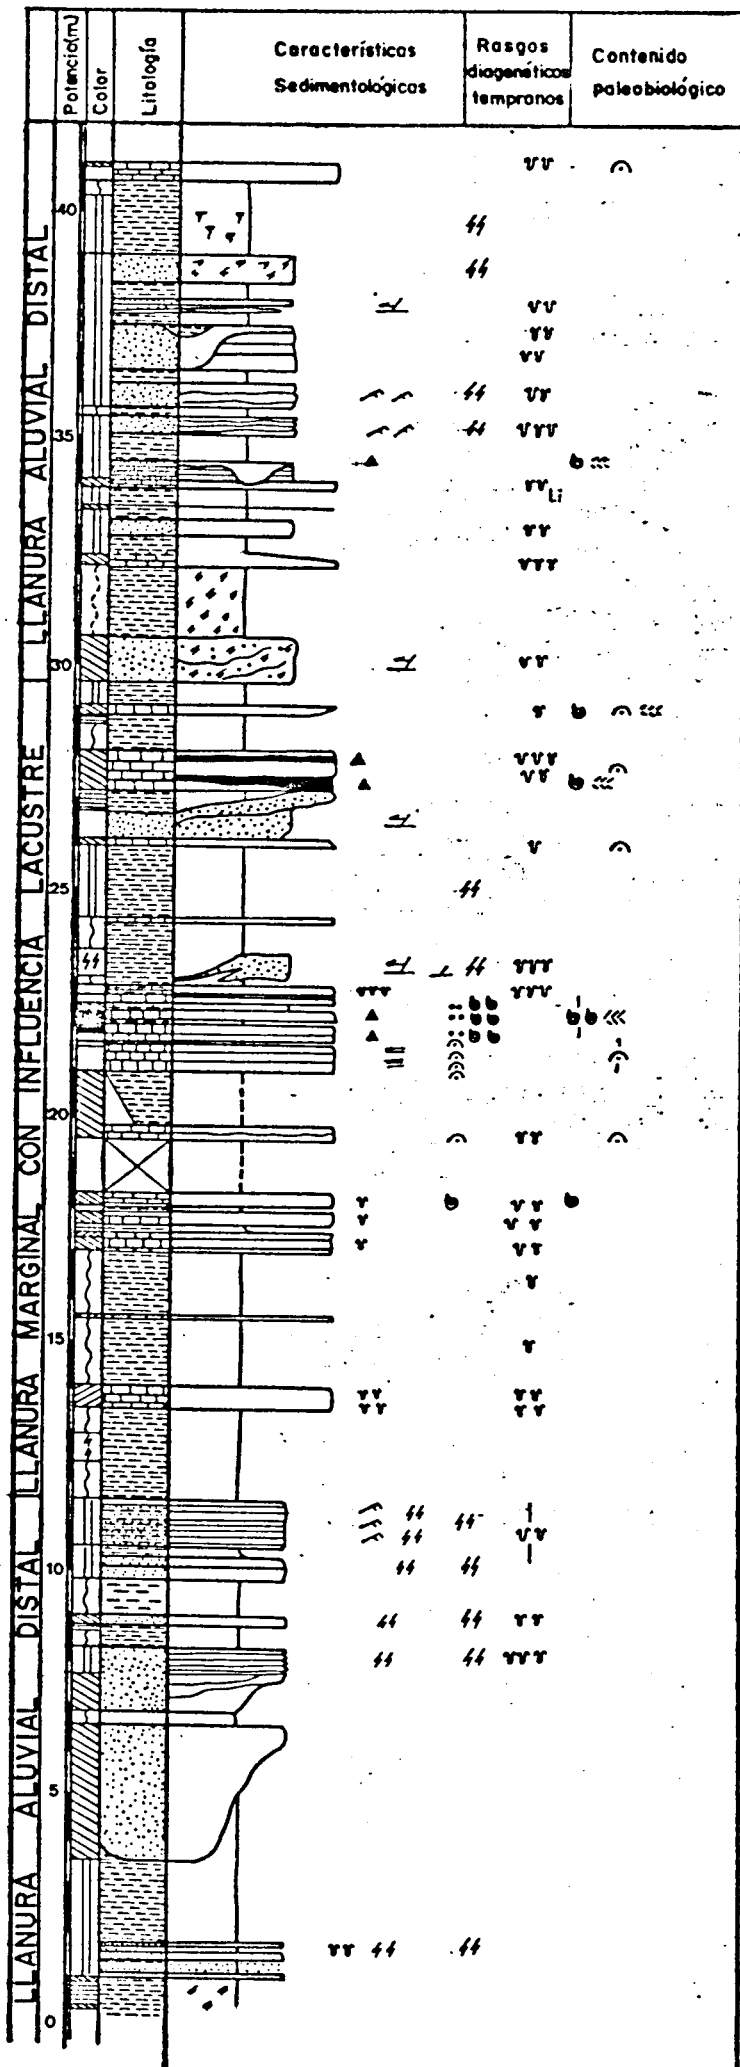 Potencia(m)
Color
Litología
Características
Sedimentológicas
Rasgos
diagenéticos
tempranos
Contenido
paleobiológico
LLANURA ALUVIAL DISTAL
LLANURA MARGINAL CON INFLUENCIA LACUSTRE
LLANURA ALUVIAL DISTAL
40
35
Li
30
25
20
15
10
5
0